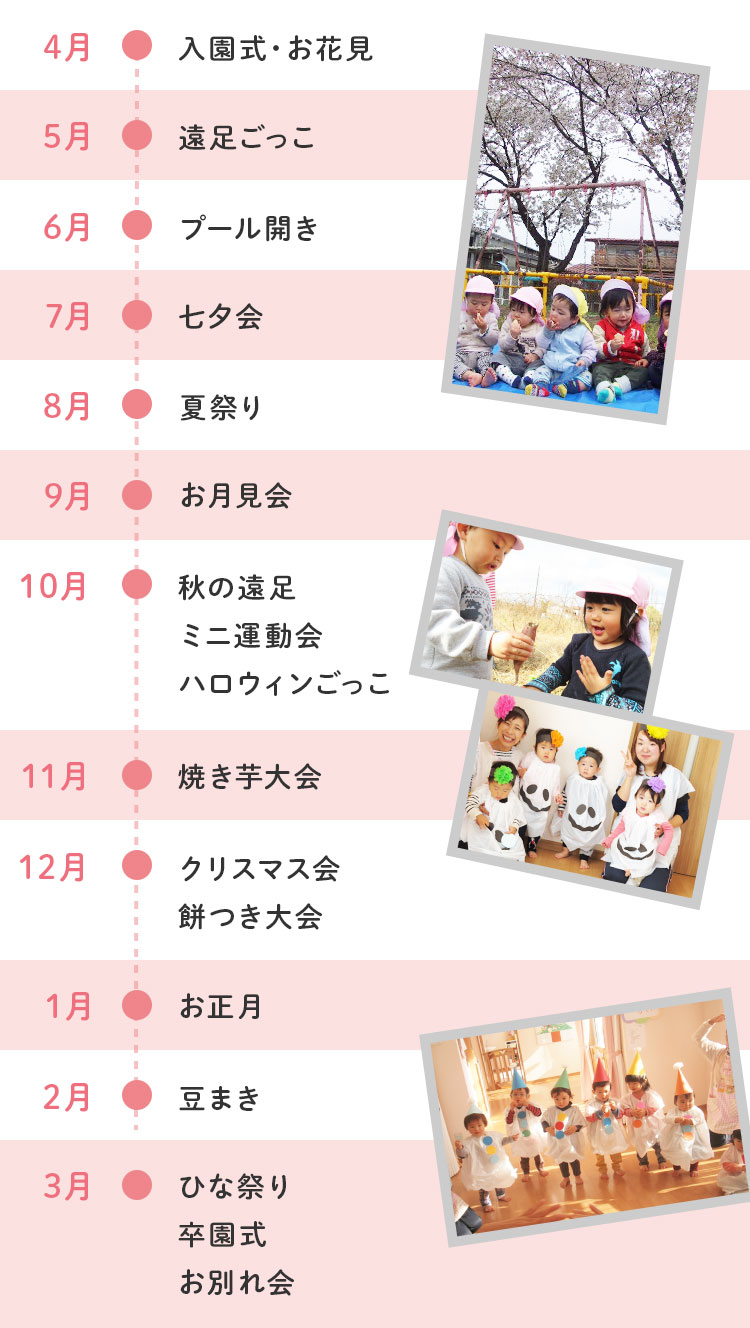 4月 入園式・お花見
5月 遠足ごっこ
6月 プール開き
7月 七夕会
8月 夏祭り
9月 お月見会
10月 秋の遠足
ミニ運動会
ハロウィンごっこ
11月 焼き芋大会
12月 クリスマス会
餅つき大会
1月 お正月
2月 豆まき
3月 ひな祭り
卒園式
お別れ会